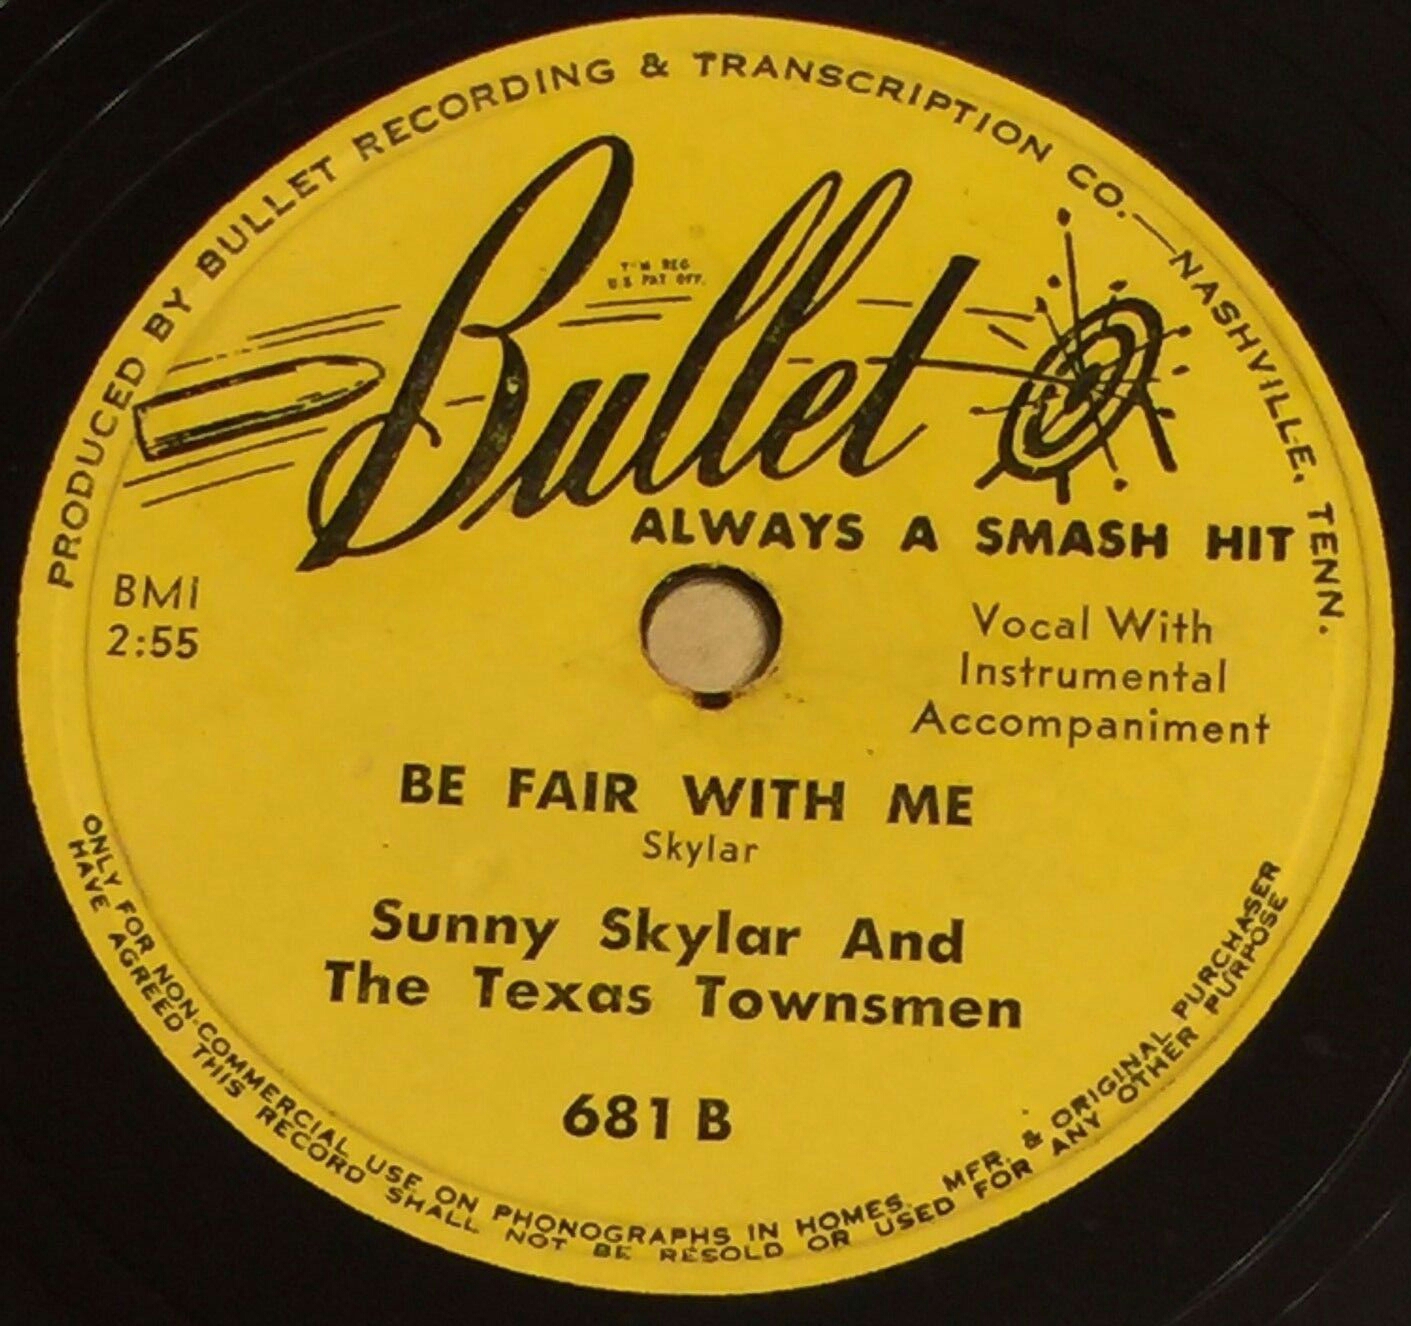 PRODUCED BY BULLET RECORDING & TRANSCRIPTION CO.—NASHVILLE, TENN.
Bullet
T-M REG
U S PAT OFF.
ALWAYS A SMASH HIT
BMI
2:55
Vocal With
Instrumental
Accompaniment
BE FAIR WITH ME
Skylar
Sunny Skylar And
The Texas Townsmen
681 B
ONLY FOR NON-COMMERCIAL USE ON PHONOGRAPHS IN HOMES. MFR. & ORIGINAL PURCHASER
HAVE AGREED THIS RECORD SHALL NOT BE RESOLD OR USED FOR ANY OTHER PURPOSE